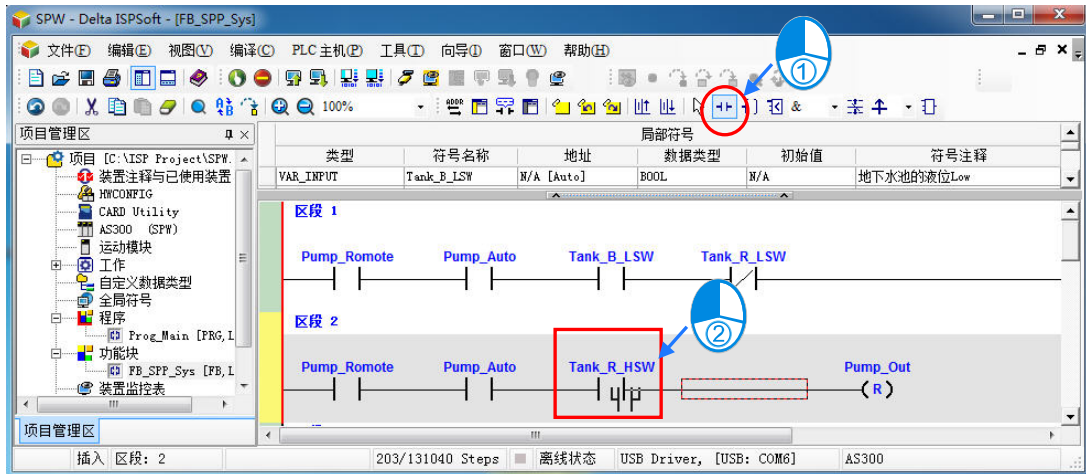 SPW - Delta ISPSoft - [FB_SPP_Sys]
文件(F) 编辑(E) 视图(V) 编译(C) PLC 主机(P) 工具(T) 向导(I) 窗口(W) 帮助(H)
①
100%
项目管理区
局部符号
类型 符号名称 地址 数据类型 初始值 符号注释
VAR_INPUT Tank_B_LSW N/A [Auto] BOOL N/A 地下水池的液位Low
项目 [C:\ISP Project\SPW.
装置注释与已使用装置
HWCONFIG
CARD Utility
AS300 (SPW)
运动模块
工作
自定义数据类型
全局符号
程序
Prog_Main [PRG,L
功能块
FB_SPP_Sys [FB,L
装置监控表
项目管理区
区段 1
Pump_Romote Pump_Auto Tank_B_LSW Tank_R_LSW
区段 2
②
Pump_Romote Pump_Auto Tank_R_HSW Pump_Out
( R )
插入 区段: 2 203/131040 Steps 离线状态 USB Driver, [USB: COM6] AS300